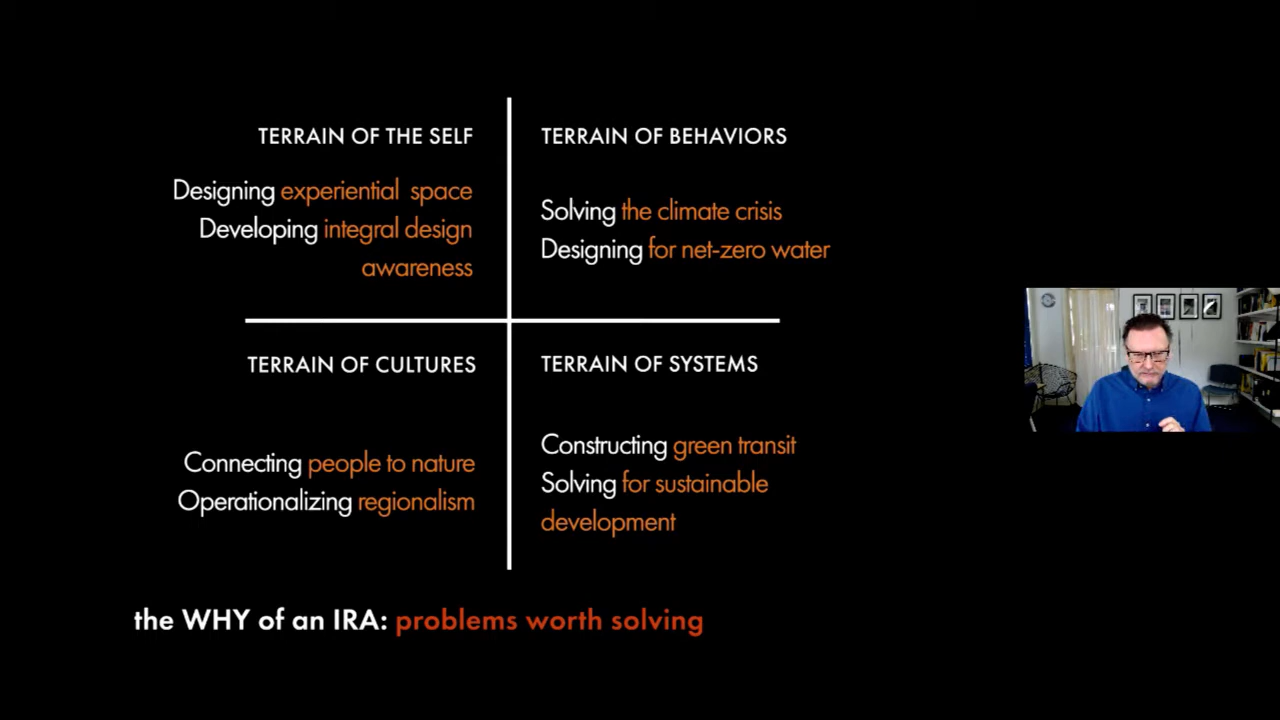 TERRAIN OF THE SELF
Designing experiential space
Developing integral design
awareness
TERRAIN OF BEHAVIORS
Solving the climate crisis
Designing for net-zero water
TERRAIN OF CULTURES
Connecting people to nature
Operationalizing regionalism
TERRAIN OF SYSTEMS
Constructing green transit
Solving for sustainable
development
the WHY of an IRA: problems worth solving